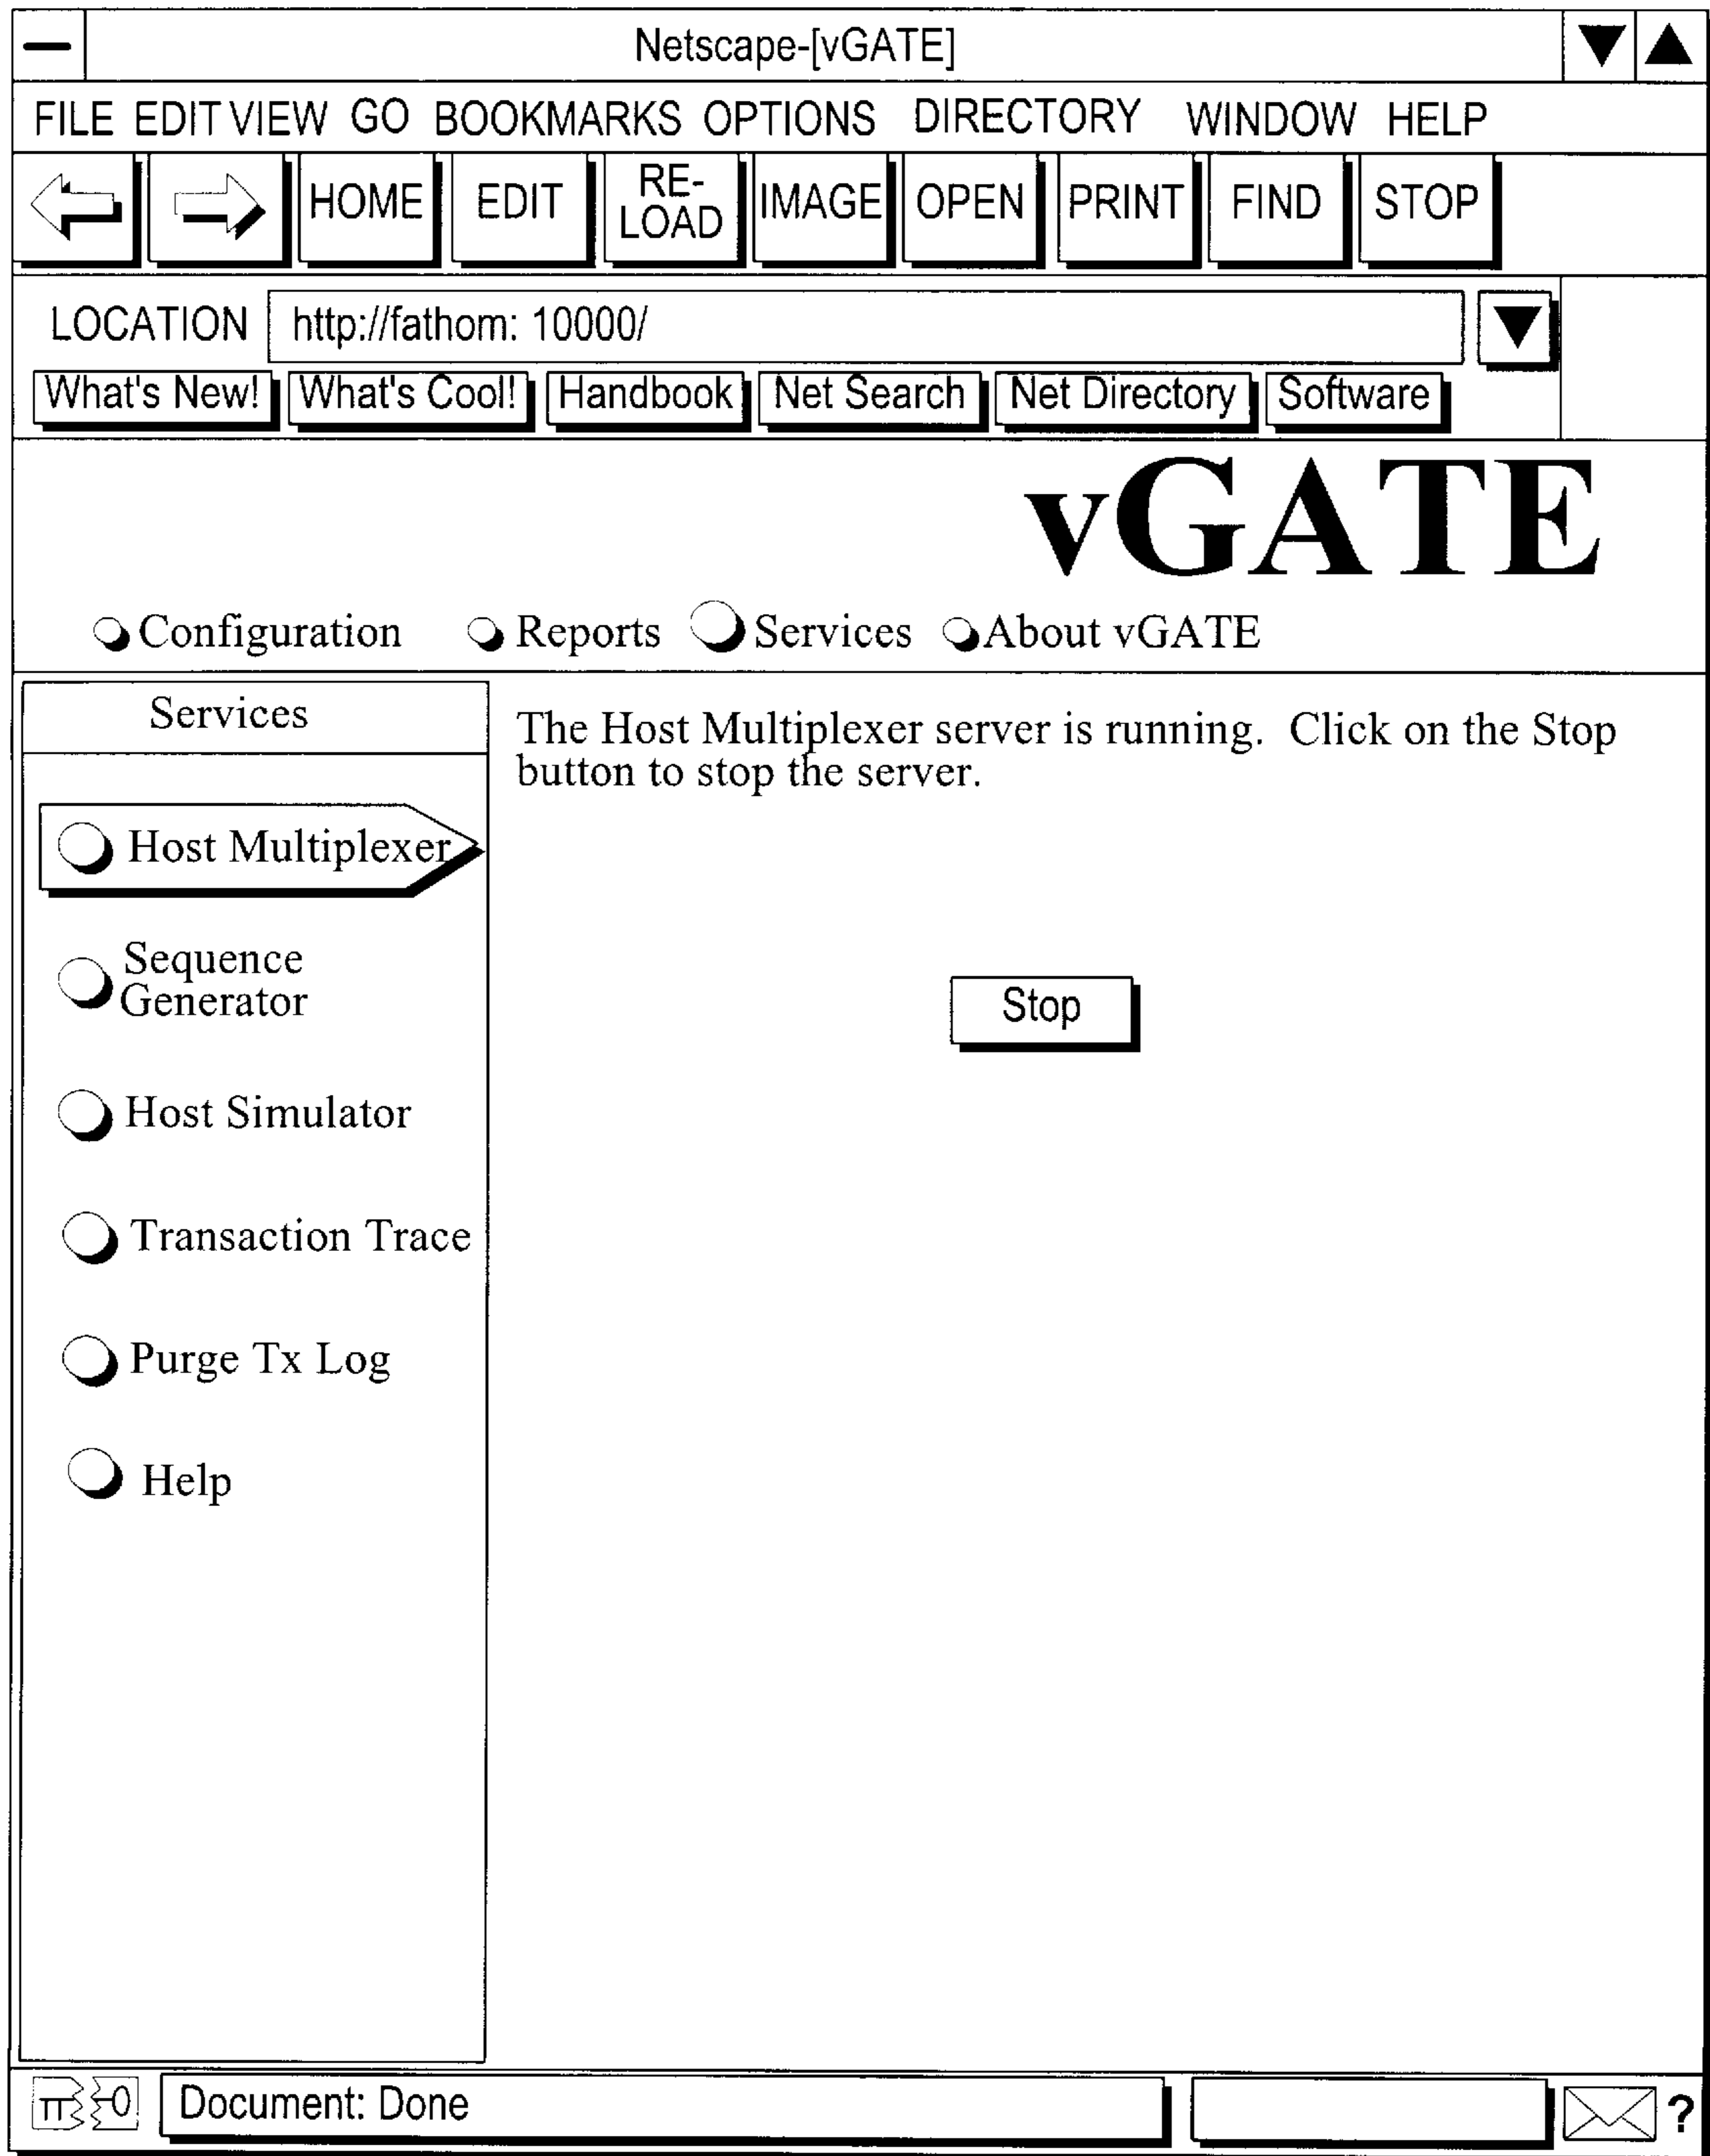 Netscape-[vGATE]
FILE EDIT VIEW GO BOOKMARKS OPTIONS DIRECTORY WINDOW HELP
HOME EDIT RE-LOAD IMAGE OPEN PRINT FIND STOP
LOCATION http://fathom: 10000/
What's New! What's Cool! Handbook Net Search Net Directory Software
vGATE
Configuration Reports Services About vGATE
Services
The Host Multiplexer server is running. Click on the Stop
button to stop the server.
Host Multiplexer
Sequence
Generator
Stop
Host Simulator
Transaction Trace
Purge Tx Log
Help
Document: Done
?